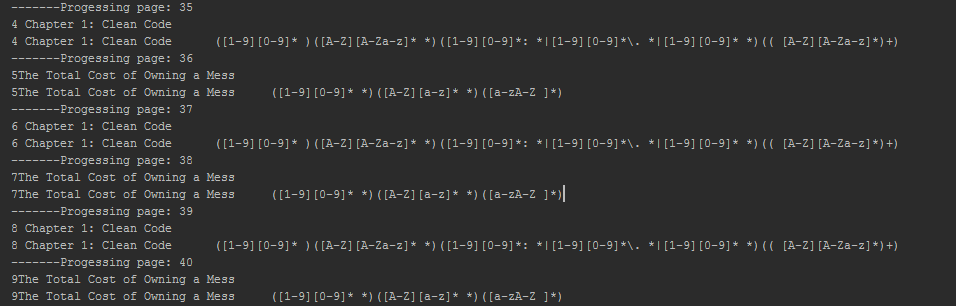 -------Progessing page: 35
4 Chapter 1: Clean Code
4 Chapter 1: Clean Code      ([1-9][0-9]* )([A-Z][A-Za-z]* *)([1-9][0-9]*: *|[1-9][0-9]*\. *|[1-9][0-9]* *)(( [A-Z][A-Za-z]*)+)
-------Progessing page: 36
5The Total Cost of Owning a Mess
5The Total Cost of Owning a Mess     ([1-9][0-9]* *)([A-Z][a-z]* *)([a-zA-Z ]*)
-------Progessing page: 37
6 Chapter 1: Clean Code
6 Chapter 1: Clean Code      ([1-9][0-9]* )([A-Z][A-Za-z]* *)([1-9][0-9]*: *|[1-9][0-9]*\. *|[1-9][0-9]* *)(( [A-Z][A-Za-z]*)+)
-------Progessing page: 38
7The Total Cost of Owning a Mess
7The Total Cost of Owning a Mess     ([1-9][0-9]* *)([A-Z][a-z]* *)([a-zA-Z ]*)
-------Progessing page: 39
8 Chapter 1: Clean Code
8 Chapter 1: Clean Code      ([1-9][0-9]* )([A-Z][A-Za-z]* *)([1-9][0-9]*: *|[1-9][0-9]*\. *|[1-9][0-9]* *)(( [A-Z][A-Za-z]*)+)
-------Progessing page: 40
9The Total Cost of Owning a Mess
9The Total Cost of Owning a Mess     ([1-9][0-9]* *)([A-Z][a-z]* *)([a-zA-Z ]*)